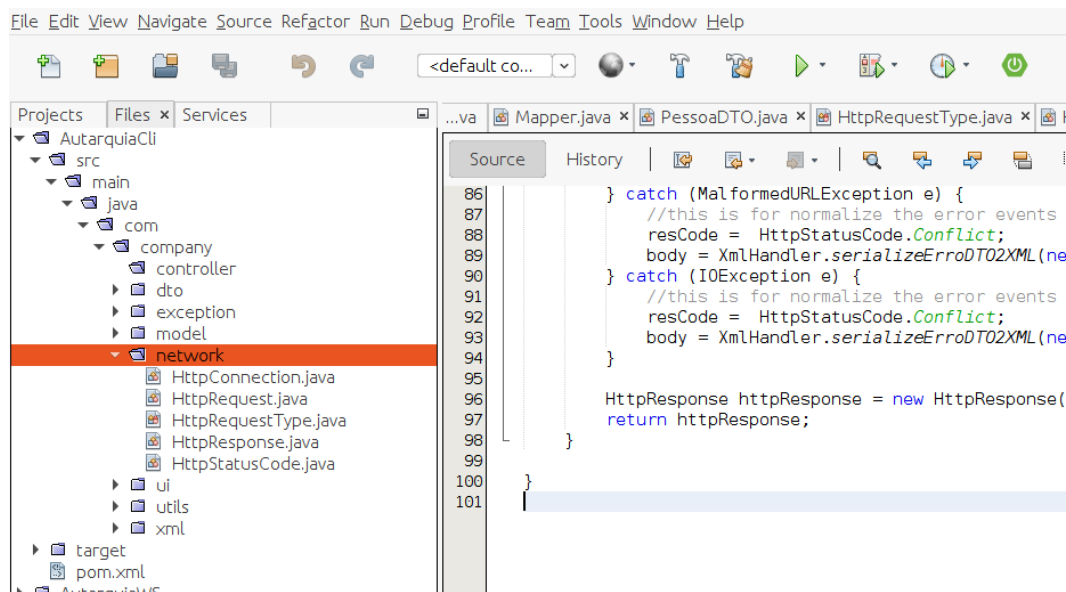 File Edit View Navigate Source Refactor Run Debug Profile Team Tools Window Help
<default co...
Projects Files × Services
...va Mapper.java × PessoaDTO.java × HttpRequestType.java ×
AutarquiaCli
src
main
java
com
company
controller
dto
exception
model
network
HttpConnection.java
HttpRequest.java
HttpRequestType.java
HttpResponse.java
HttpStatusCode.java
ui
utils
xml
target
pom.xml
AutarquiaWS
Source History
86 } catch (MalformedURLException e) {
87 //this is for normalize the error events
88 resCode = HttpStatusCode.Conflict;
89 body = XmlHandler.serializeErroDTO2XML(ne
90 } catch (IOException e) {
91 //this is for normalize the error events
92 resCode = HttpStatusCode.Conflict;
93 body = XmlHandler.serializeErroDTO2XML(ne
94 }
95
96 HttpResponse httpResponse = new HttpResponse(
97 return httpResponse;
98 }
99
100 }
101